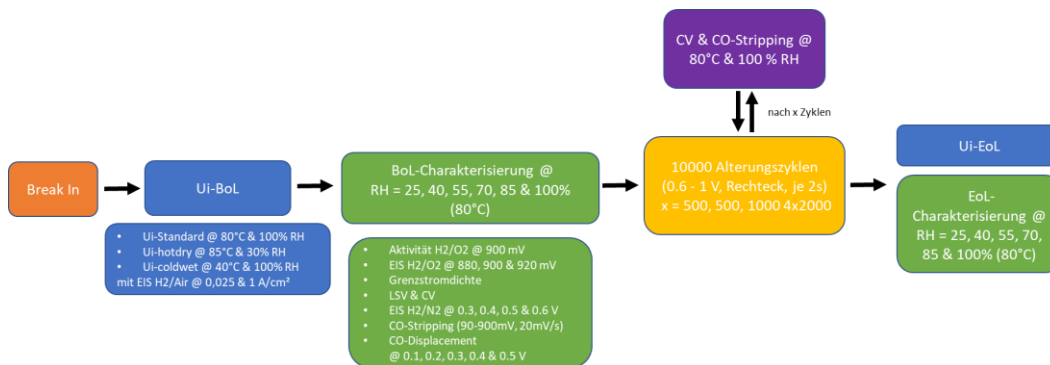 CV & CO-Stripping @
80°C & 100 % RH
nach x Zyklen
Break In
Ui-BoL
• Ui-Standard @ 80°C & 100% RH
• Ui-hotdry @ 85°C & 30% RH
• Ui-coldwet @ 40°C & 100% RH
mit EIS H2/Air @ 0,025 & 1 A/cm²
BoL-Charakterisierung @
RH = 25, 40, 55, 70, 85 & 100%
(80°C)
• Aktivität H2/O2 @ 900 mV
• EIS H2/O2 @ 880, 900 & 920 mV
• Grenzstromdichte
• LSV & CV
• EIS H2/N2 @ 0.3, 0.4, 0.5 & 0.6 V
• CO-Stripping (90-900mV, 20mV/s)
• CO-Displacement
@ 0.1, 0.2, 0.3, 0.4 & 0.5 V
10000 Alterungszyklen
(0.6 - 1 V, Rechteck, je 2s)
x = 500, 500, 1000 4x2000
Ui-EoL
EoL-
Charakterisierung @
RH = 25, 40, 55, 70,
85 & 100% (80°C)